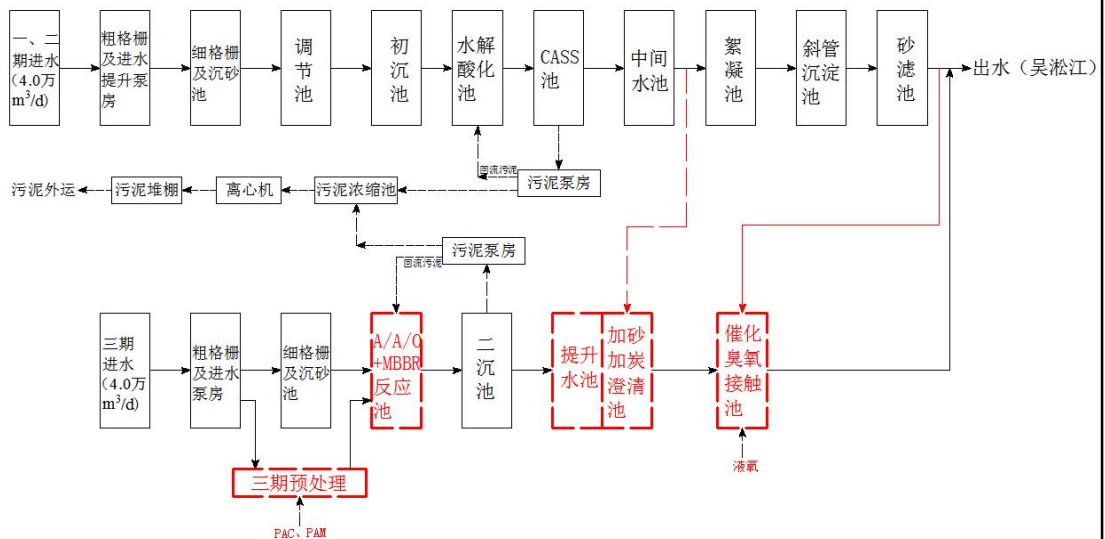 一、二
期进水
(4.0万
m³/d)
粗格栅
及进水
提升泵
房
细格栅
及沉砂
池
调
节
池
初
沉
池
水解
酸化
池
CASS
池
中间
水池
絮
凝
池
斜管
沉淀
池
砂
滤
池
出水（吴淞江）
回流污泥
污泥泵房
污泥外运
污泥堆棚
离心机
污泥浓缩池
污泥泵房
回流污泥
三期
进水
(4.0万
m³/d)
粗格栅
及进水
泵房
细格栅
及沉砂
池
A/A/O
+MBBR
反应
池
二
沉
池
提升
水池
加砂
加炭
澄清
池
催化
臭氧
接触
池
液氧
三期预处理
PAC、PAM